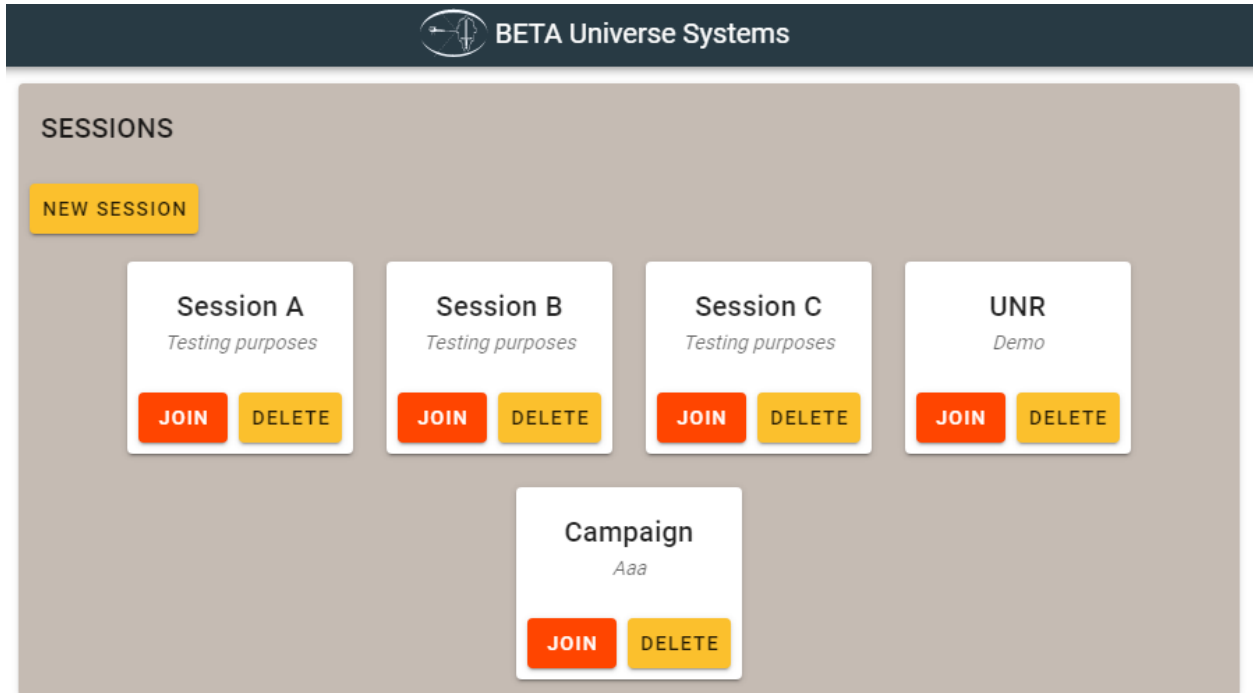 BETA Universe Systems
SESSIONS
NEW SESSION
Session A
Testing purposes
JOIN DELETE
Session B
Testing purposes
JOIN DELETE
Session C
Testing purposes
JOIN DELETE
UNR
Demo
JOIN DELETE
Campaign
Aaa
JOIN DELETE